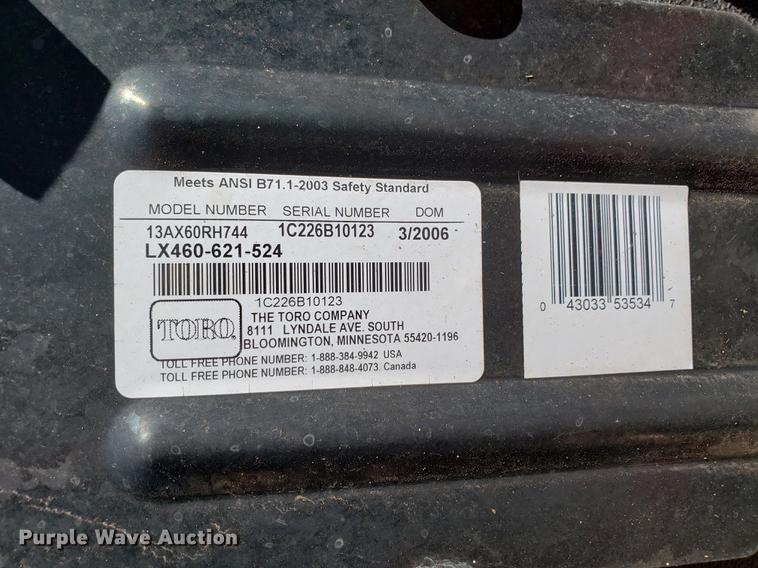 Meets ANSI B71.1-2003 Safety Standard
MODEL NUMBER SERIAL NUMBER DOM
13AX60RH744 1C226B10123 3/2006
LX460-621-524
1C226B10123
TORO
THE TORO COMPANY
8111 LYNDALE AVE. SOUTH
BLOOMINGTON, MINNESOTA 55420-1196
TOLL FREE PHONE NUMBER: 1-888-384-9942 USA
TOLL FREE PHONE NUMBER: 1-888-848-4073. Canada
0 43033 53534 7
Purple Wave Auction